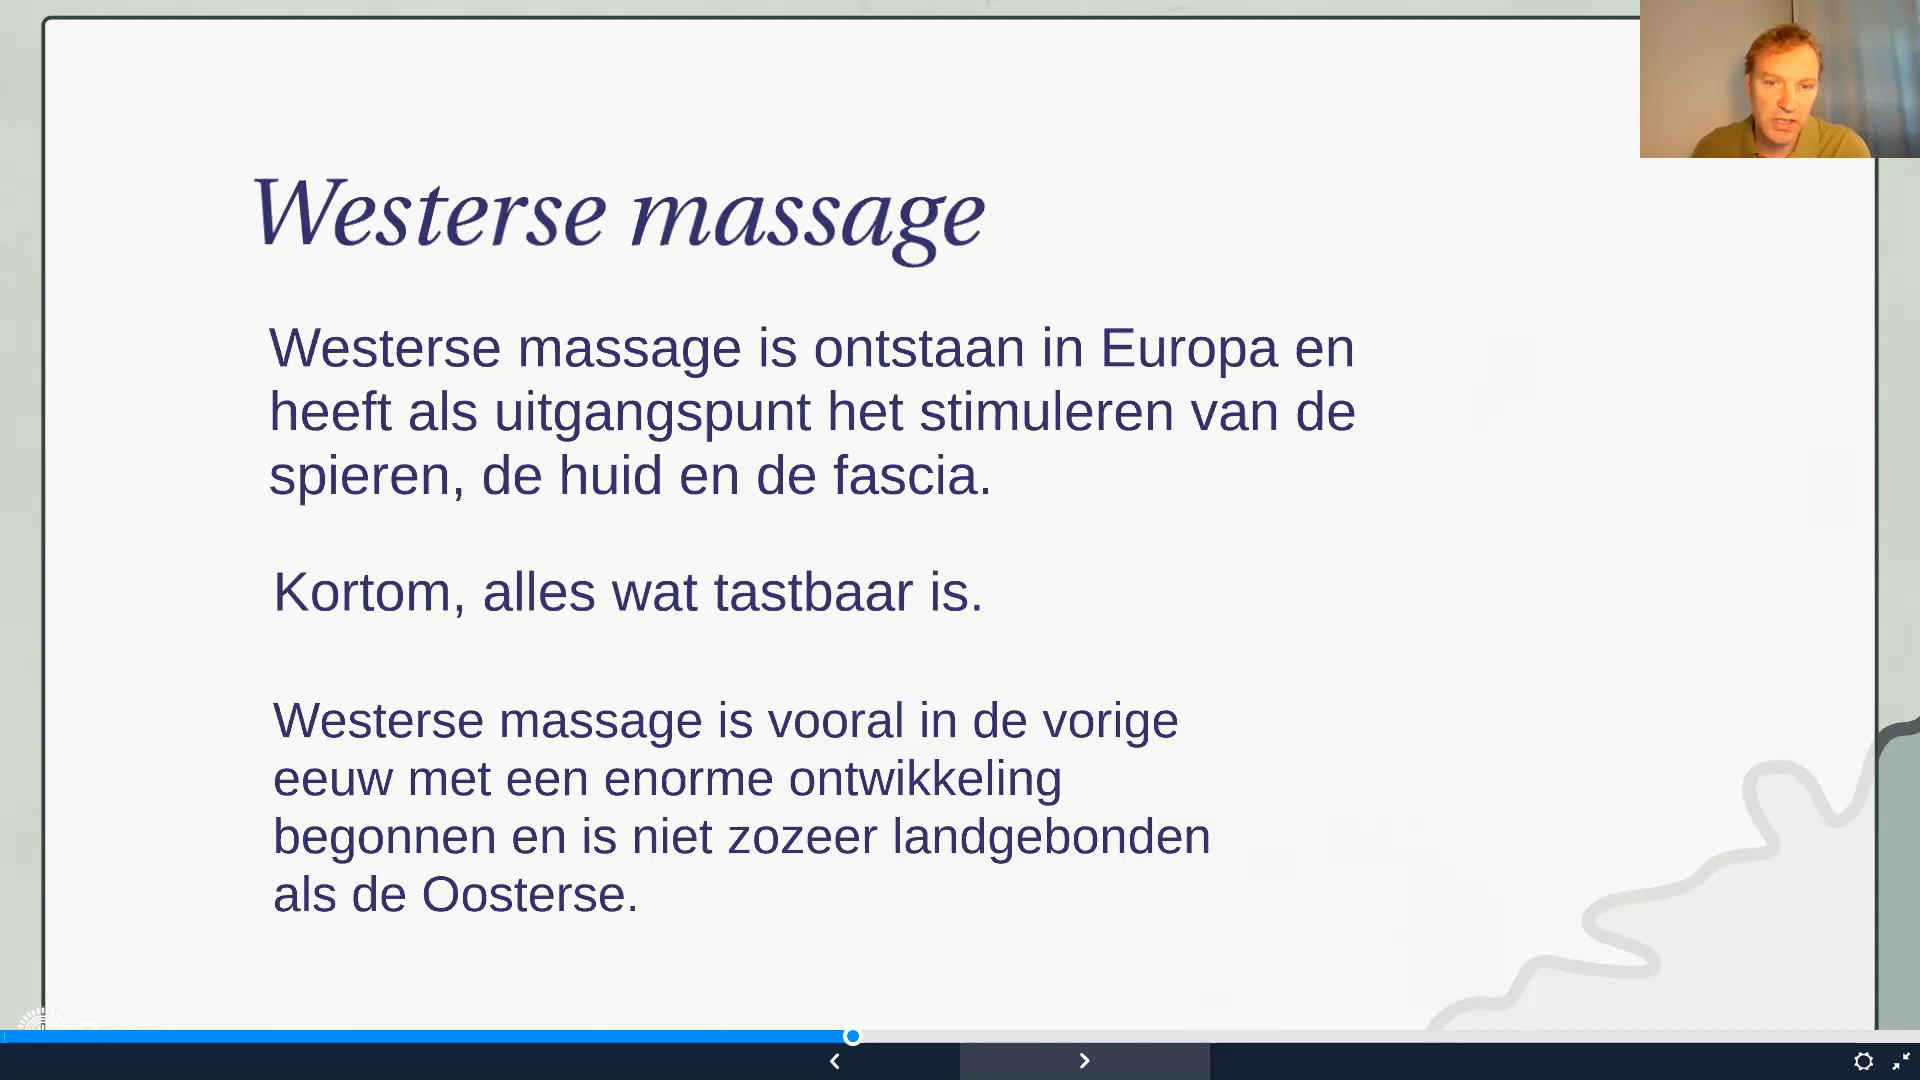 Westerse massage
Westerse massage is ontstaan in Europa en
heeft als uitgangspunt het stimuleren van de
spieren, de huid en de fascia.
Kortom, alles wat tastbaar is.
Westerse massage is vooral in de vorige
eeuw met een enorme ontwikkeling
begonnen en is niet zozeer landgebonden
als de Oosterse.